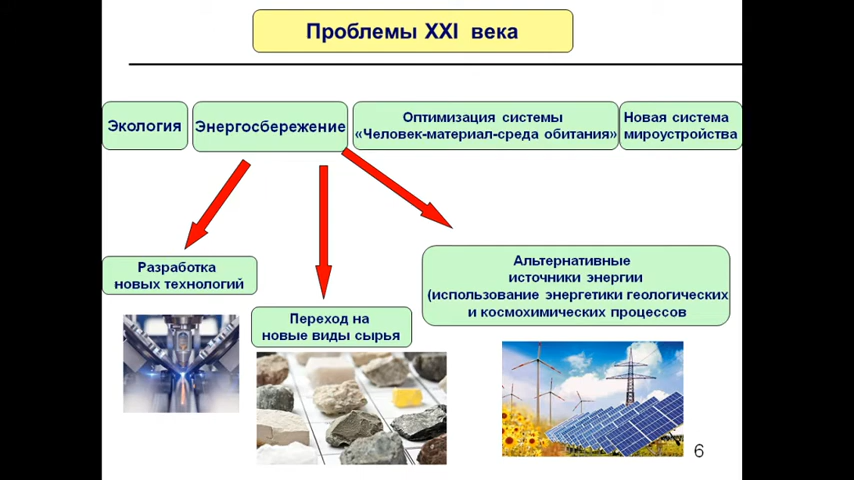 Проблемы XXI века
Экология
Энергосбережение
Оптимизация системы
«Человек-материал-среда обитания»
Новая система
мироустройства
Разработка
новых технологий
Переход на
новые виды сырья
Альтернативные
источники энергии
(использование энергетики геологических
и космохимических процессов
6